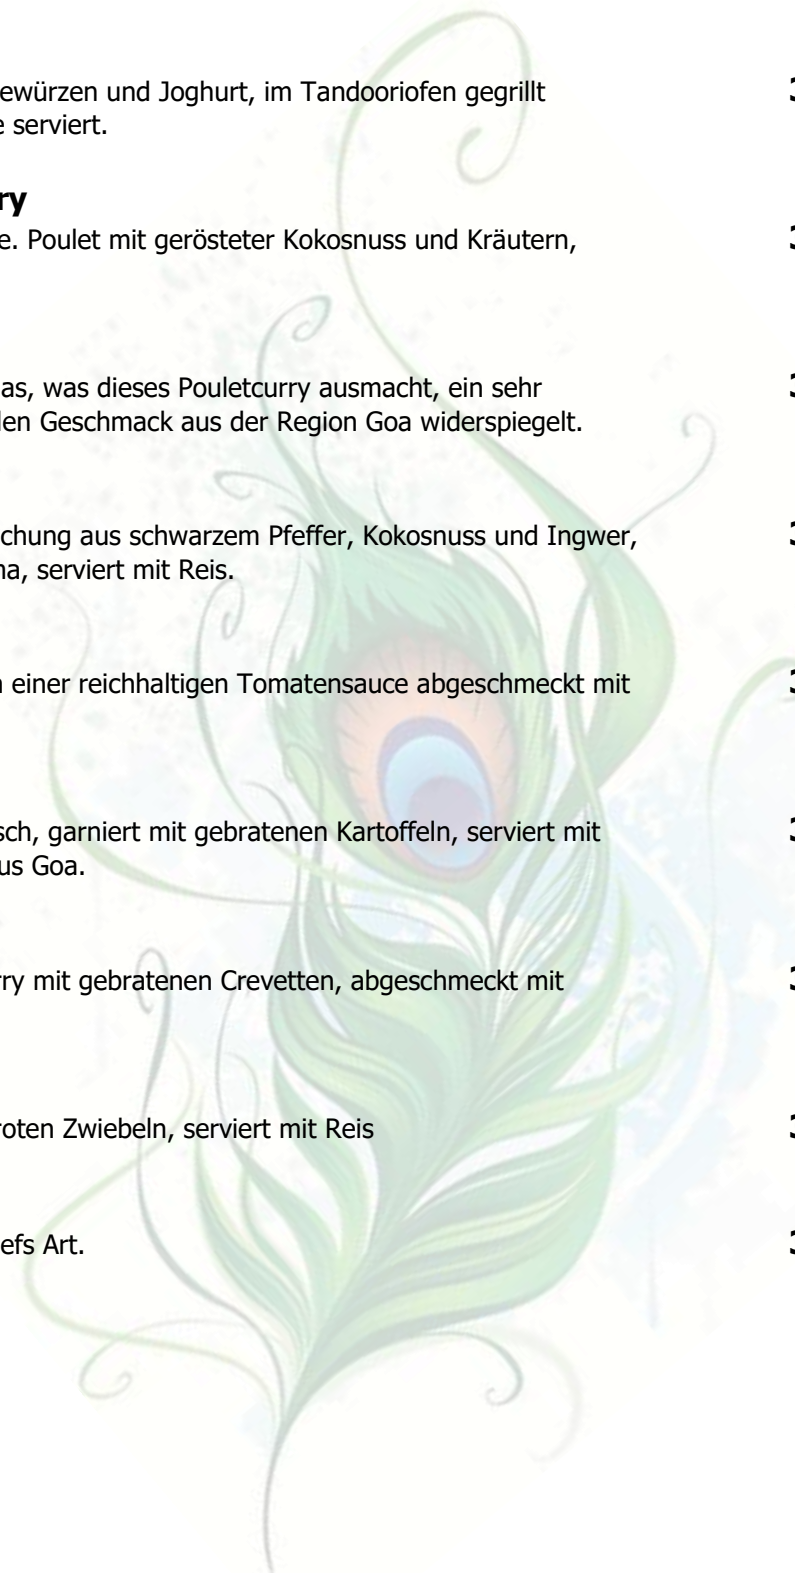 ewürzen und Joghurt, im Tandooriofen gegrillt
e serviert.
ry
e. Poulet mit gerösteter Kokosnuss und Kräutern,
as, was dieses Pouletcurry ausmacht, ein sehr
den Geschmack aus der Region Goa widerspiegelt.
chung aus schwarzem Pfeffer, Kokosnuss und Ingwer,
na, serviert mit Reis.
n einer reichhaltigen Tomatensauce abgeschmeckt mit
sch, garniert mit gebratenen Kartoffeln, serviert mit
us Goa.
rry mit gebratenen Crevetten, abgeschmeckt mit
roten Zwiebeln, serviert mit Reis
efs Art.